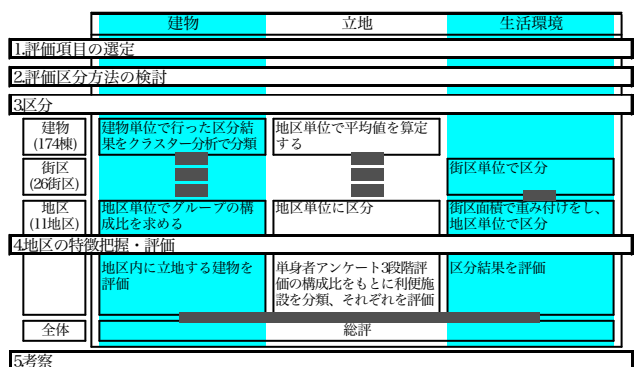 建物 立地 生活環境
1.評価項目の選定
2.評価区分方法の検討
3.区分
建物
(174棟)
建物単位で行った区分結
果をクラスター分析で分類
地区単位で平均値を算定
する
街区
(26街区)
街区単位で区分
地区
(11地区)
地区単位でグループの構
成比を求める
地区単位に区分
街区面積で重み付けをし、
地区単位で区分
4.地区の特徴把握・評価
地区内に立地する建物を
評価
単身者アンケート3段階評
価の構成比をもとに利便施
設を分類、それぞれを評価
区分結果を評価
全体
総評
5.考察